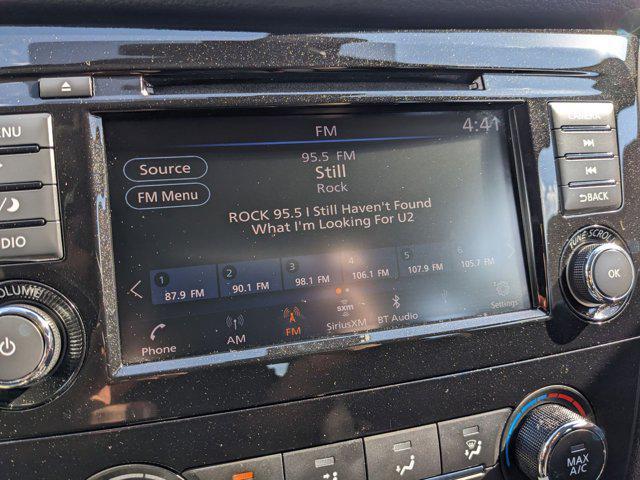 FM
4:41
95.5 FM
Still
Rock
Source
FM Menu
ROCK 95.5 I Still Haven't Found
What I'm Looking For U2
1 87.9 FM
2 90.1 FM
3 98.1 FM
4 106.1 FM
5 107.9 FM
6 105.7 FM
Phone
AM
FM
sxm
SiriusXM
BT Audio
Settings
BACK
TUNE·SCROLL
OK
VOLUME
MAX
A/C